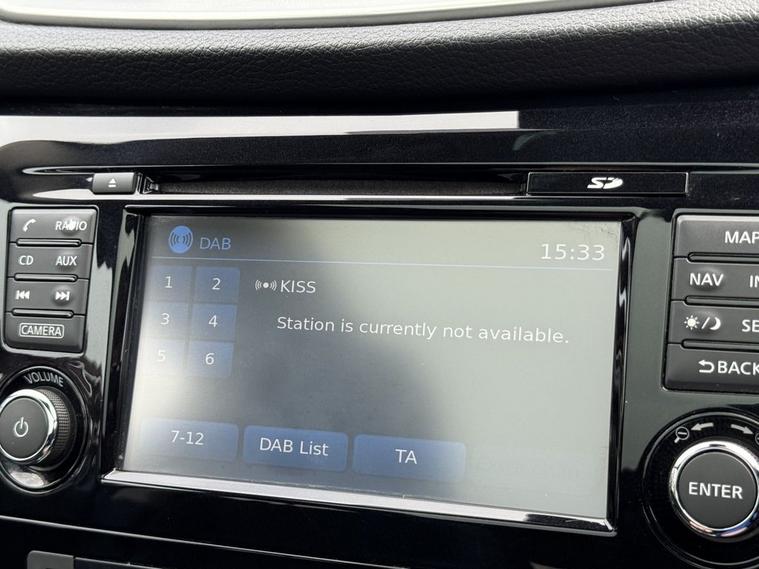 SD
RADIO
CD AUX
CAMERA
VOLUME
DAB 15:33
1 2 KISS
3 4 Station is currently not available.
5 6
7-12 DAB List TA
MAP
NAV
BACK
ENTER